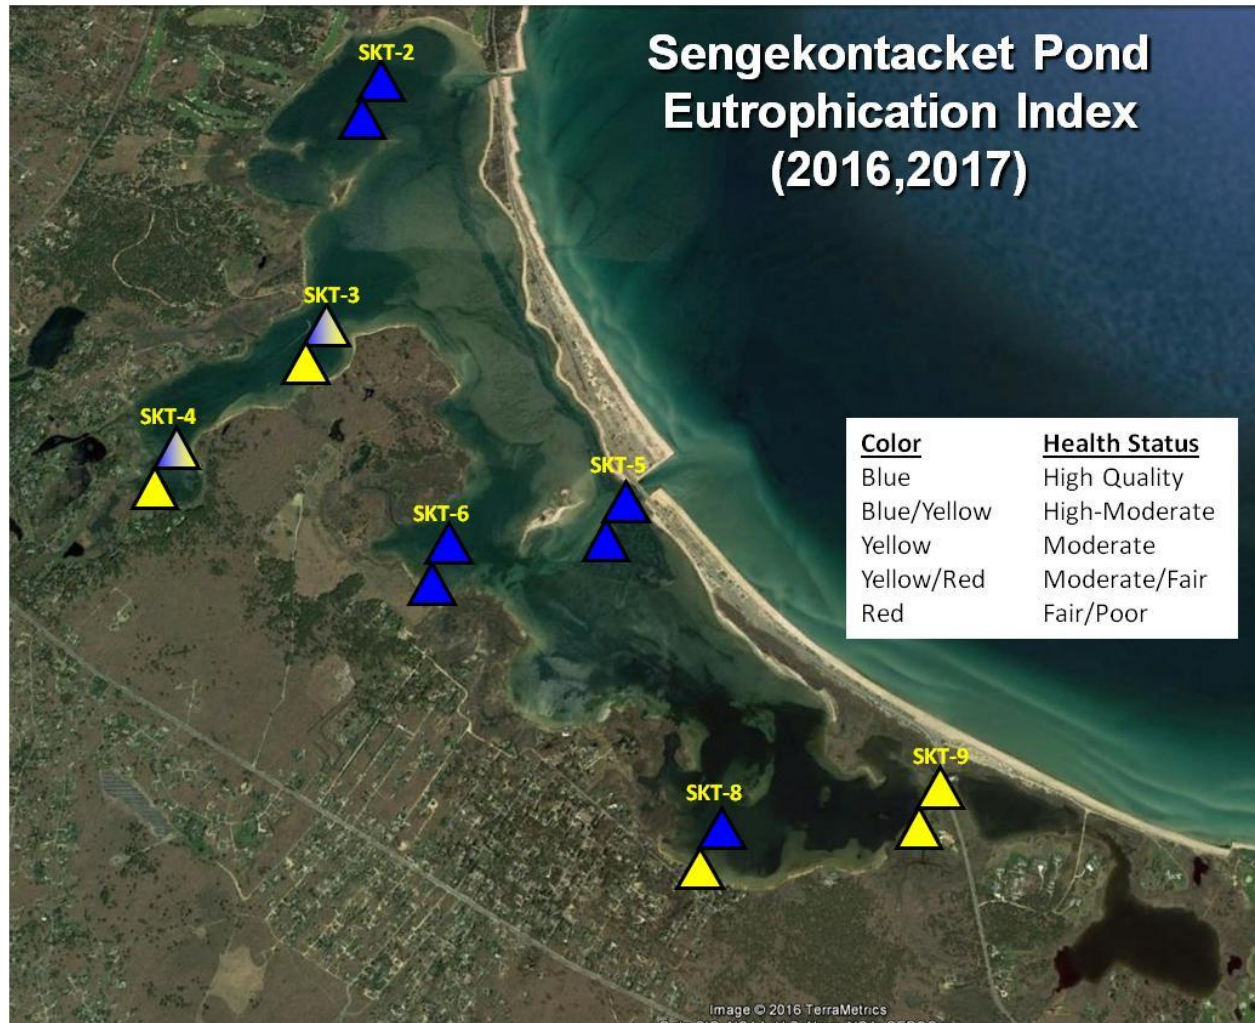 Sengekontacket Pond
Eutrophication Index
(2016,2017)
SKT-2
SKT-3
SKT-4
SKT-5
SKT-6
SKT-8
SKT-9
Color Health Status
Blue High Quality
Blue/Yellow High-Moderate
Yellow Moderate
Yellow/Red Moderate/Fair
Red Fair/Poor
Image © 2016 TerraMetrics